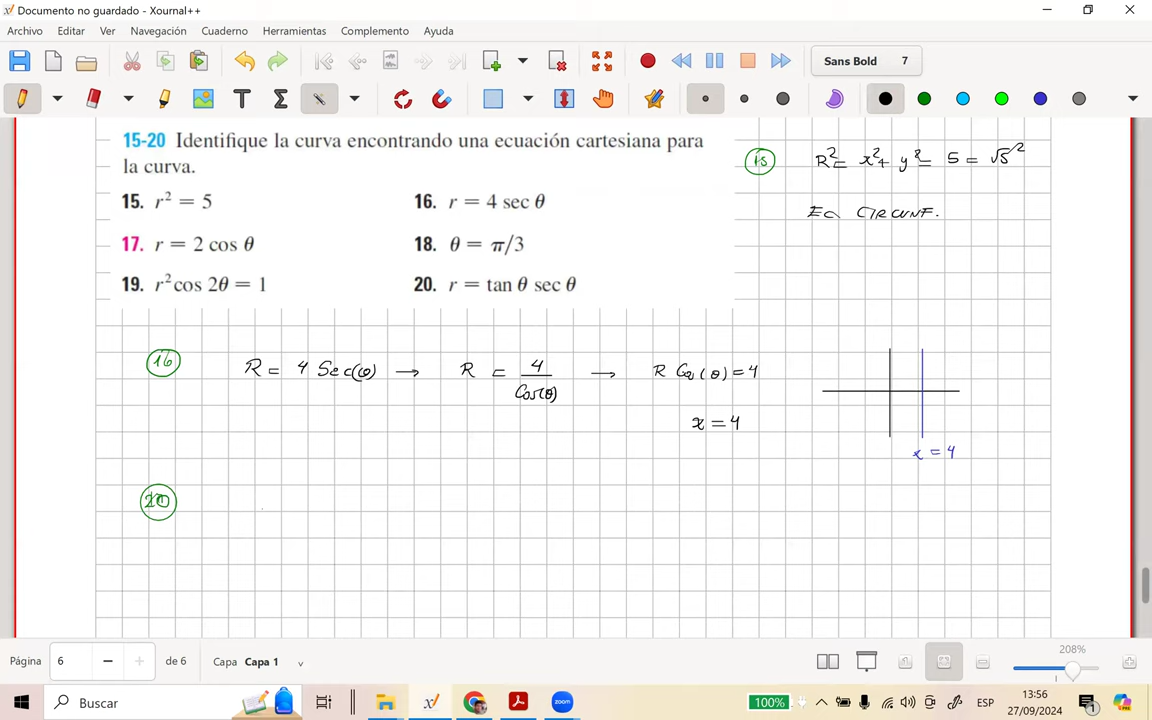 Documento no guardado - Xournal++
Archivo Editar Ver Navegación Cuaderno Herramientas Complemento Ayuda
Sans Bold 7
15-20 Identifique la curva encontrando una ecuación cartesiana para
la curva.
15. r² = 5
16. r = 4 sec θ
17. r = 2 cos θ
18. θ = π/3
19. r² cos 2θ = 1
20. r = tan θ sec θ
15 R² = x² + y² = 5 = √5²
EC CIRCUNF.
16 R = 4 Sec(θ) → R = 4/Cos(θ) → R Cos(θ) = 4
x = 4
x = 4
20
Página 6 de 6 Capa Capa 1 208%
Buscar 100% ESP 13:56
27/09/2024 1